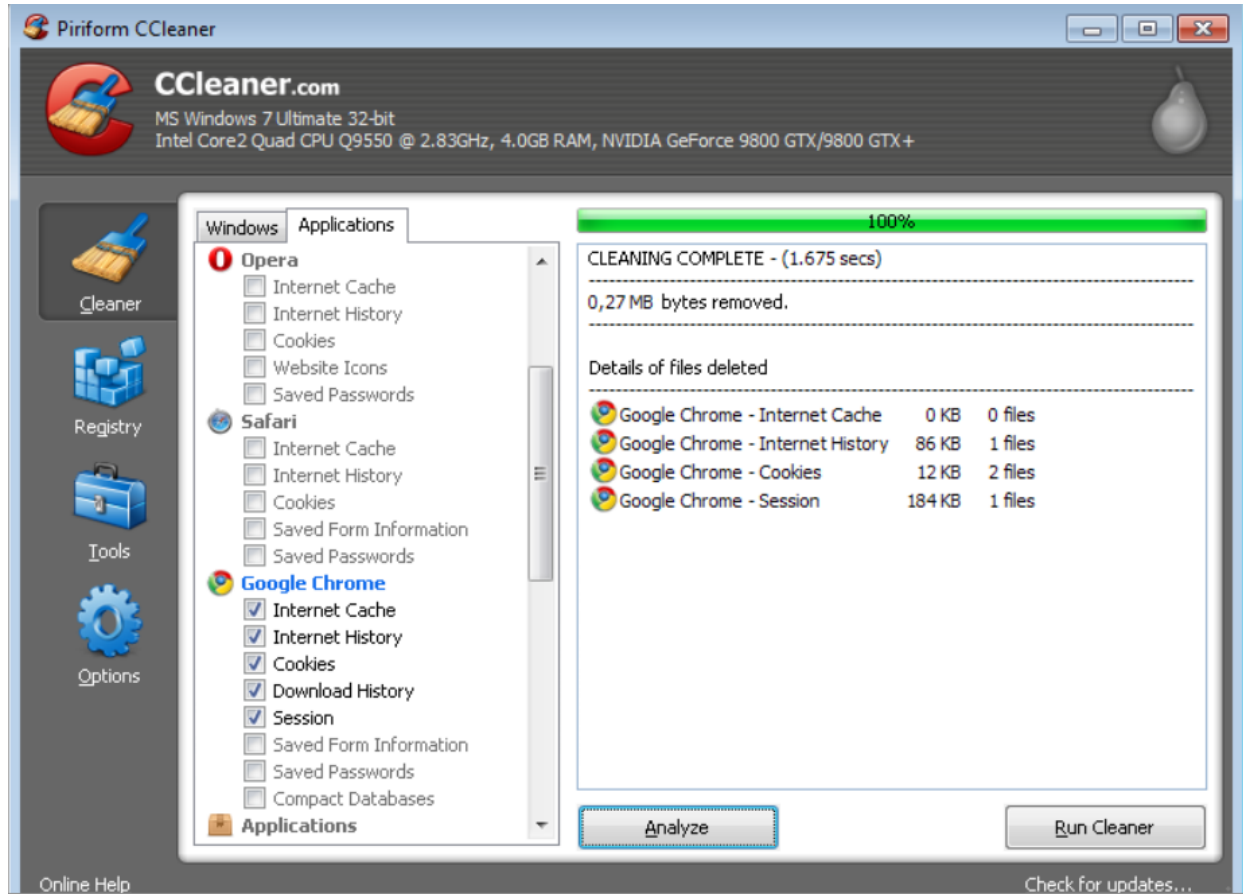 Piriform CCleaner
CCleaner.com
MS Windows 7 Ultimate 32-bit
Intel Core2 Quad CPU Q9550 @ 2.83GHz, 4.0GB RAM, NVIDIA GeForce 9800 GTX/9800 GTX+
Cleaner
Registry
Tools
Options
Windows
Applications
Opera
Internet Cache
Internet History
Cookies
Website Icons
Saved Passwords
Safari
Internet Cache
Internet History
Cookies
Saved Form Information
Saved Passwords
Google Chrome
Internet Cache
Internet History
Cookies
Download History
Session
Saved Form Information
Saved Passwords
Compact Databases
Applications
100%
CLEANING COMPLETE - (1.675 secs)
0,27 MB bytes removed.
Details of files deleted
Google Chrome - Internet Cache 0 KB 0 files
Google Chrome - Internet History 86 KB 1 files
Google Chrome - Cookies 12 KB 2 files
Google Chrome - Session 184 KB 1 files
Analyze
Run Cleaner
Online Help
Check for updates...